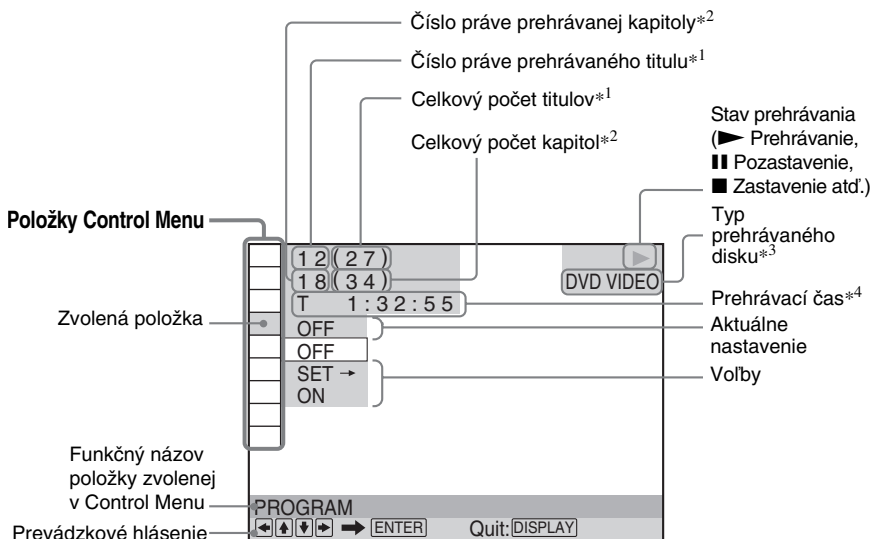 Číslo práve prehrávanej kapitoly*2
Číslo práve prehrávaného titulu*1
Celkový počet titulov*1
Celkový počet kapitol*2
Stav prehrávania
(► Prehrávanie,
❚❚ Pozastavenie,
■ Zastavenie atď.)
Typ
prehrávaného
disku*3
Prehrávací čas*4
Aktuálne
nastavenie
Voľby
Položky Control Menu
Zvolená položka
Funkčný názov
položky zvolenej
v Control Menu
Prevádzkové hlásenie
12(27)
18(34)
T 1:32:55
►
DVD VIDEO
OFF
OFF
SET →
ON
PROGRAM
← ↑ ↓ → ➡ ENTER Quit: DISPLAY